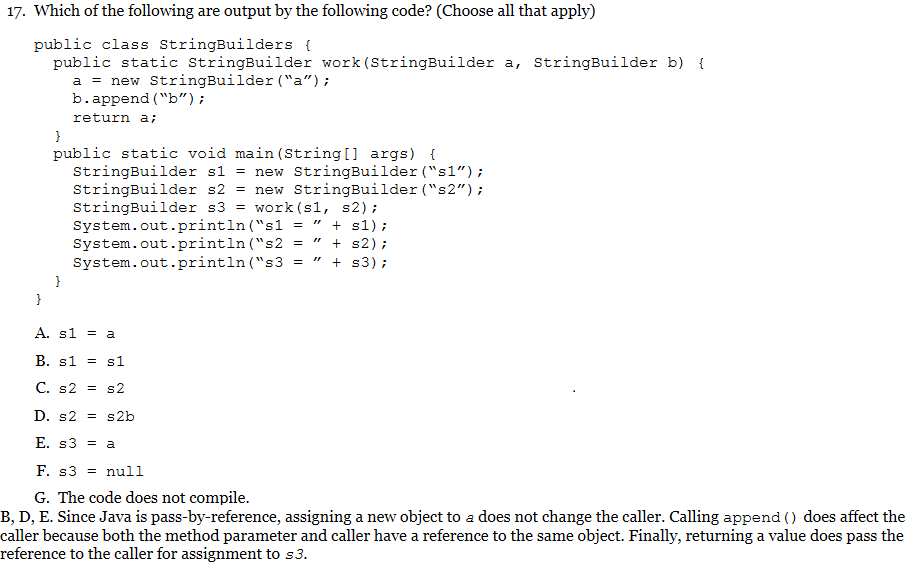 17. Which of the following are output by the following code? (Choose all that apply)
public class StringBuilders {
public static StringBuilder work(StringBuilder a, StringBuilder b) {
a = new StringBuilder(“a”);
b.append(“b”);
return a;
}
public static void main(String[] args) {
StringBuilder s1 = new StringBuilder(“s1”);
StringBuilder s2 = new StringBuilder(“s2”);
StringBuilder s3 = work(s1, s2);
System.out.println(“s1 = ” + s1);
System.out.println(“s2 = ” + s2);
System.out.println(“s3 = ” + s3);
}
}
A. s1 = a
B. s1 = s1
C. s2 = s2
D. s2 = s2b
E. s3 = a
F. s3 = null
G. The code does not compile.
B, D, E. Since Java is pass-by-reference, assigning a new object to a does not change the caller. Calling append() does affect the
caller because both the method parameter and caller have a reference to the same object. Finally, returning a value does pass the
reference to the caller for assignment to s3.